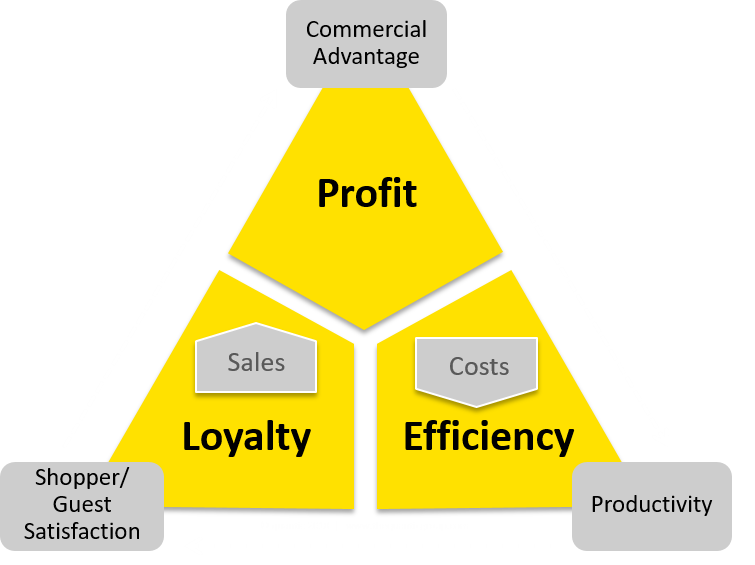 Commercial
Advantage
Profit
Sales
Costs
Loyalty
Efficiency
Shopper/
Guest
Satisfaction
Productivity